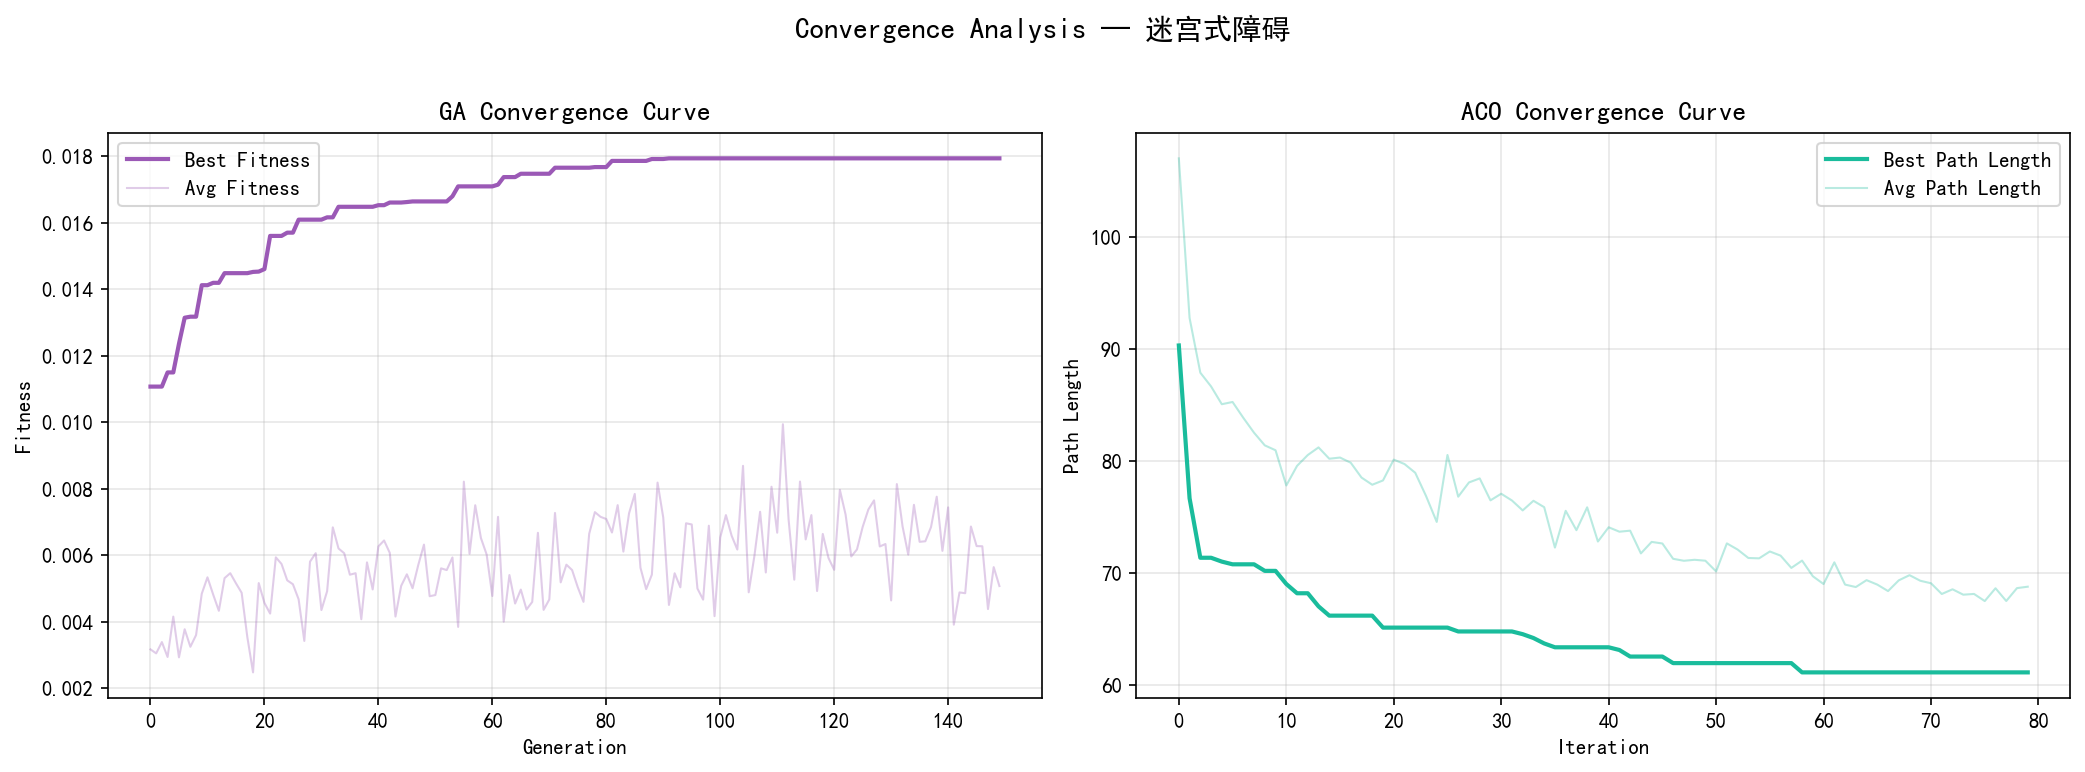 Convergence Analysis — 迷宫式障碍
GA Convergence Curve
Best Fitness
Avg Fitness
Fitness
0.018
0.016
0.014
0.012
0.010
0.008
0.006
0.004
0.002
0 20 40 60 80 100 120 140
Generation
ACO Convergence Curve
Best Path Length
Avg Path Length
Path Length
100
90
80
70
60
0 10 20 30 40 50 60 70 80
Iteration